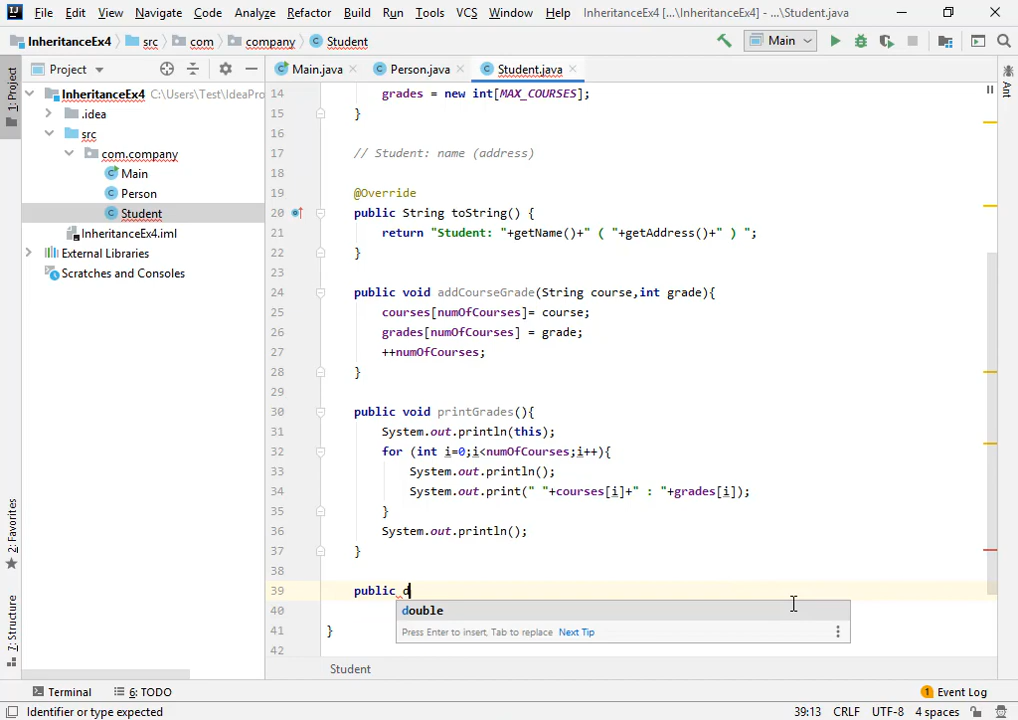 File Edit View Navigate Code Analyze Refactor Build Run Tools VCS Window Help InheritanceEx4 [...\InheritanceEx4] - ...\Student.java
InheritanceEx4 src com company Student Main
1: Project
2: Favorites
7: Structure
Ant
Project
InheritanceEx4 C:\Users\Test\IdeaPro
.idea
src
com.company
Main
Person
Student
InheritanceEx4.iml
External Libraries
Scratches and Consoles
Main.java Person.java Student.java
14 grades = new int[MAX_COURSES];
15 }
16
17 // Student: name (address)
18
19 @Override
20 public String toString() {
21 return "Student: "+getName()+" ( "+getAddress()+" ) ";
22 }
23
24 public void addCourseGrade(String course,int grade){
25 courses[numOfCourses]= course;
26 grades[numOfCourses] = grade;
27 ++numOfCourses;
28 }
29
30 public void printGrades(){
31 System.out.println(this);
32 for (int i=0;i<numOfCourses;i++){
33 System.out.println();
34 System.out.print(" "+courses[i]+" : "+grades[i]);
35 }
36 System.out.println();
37 }
38
39 public d
40
double
Press Enter to insert, Tab to replace Next Tip
41 }
42
Student
Terminal 6: TODO 1 Event Log
Identifier or type expected 39:13 CRLF UTF-8 4 spaces